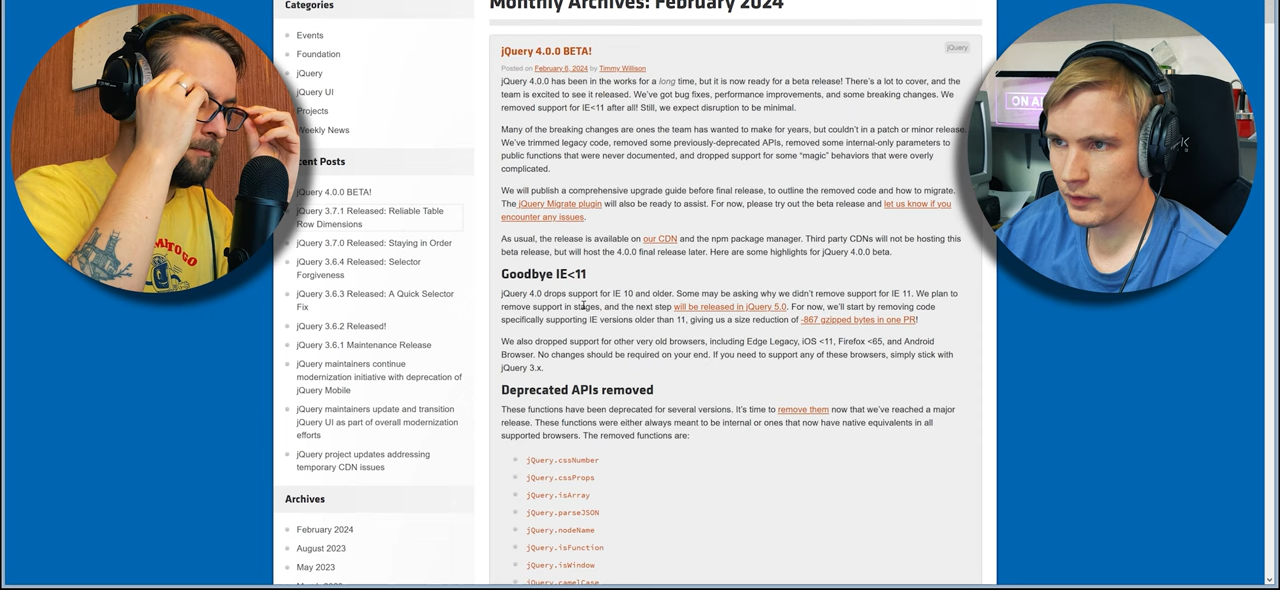 Categories
Events
Foundation
jQuery
jQuery UI
Projects
Weekly News
cent Posts
jQuery 4.0.0 BETA!
jQuery 3.7.1 Released: Reliable Table
Row Dimensions
jQuery 3.7.0 Released: Staying in Order
jQuery 3.6.4 Released: Selector
Forgiveness
jQuery 3.6.3 Released: A Quick Selector
Fix
jQuery 3.6.2 Released!
jQuery 3.6.1 Maintenance Release
jQuery maintainers continue
modernization initiative with deprecation of
jQuery Mobile
jQuery maintainers update and transition
jQuery UI as part of overall modernization
efforts
jQuery project updates addressing
temporary CDN issues
Archives
February 2024
August 2023
May 2023
Monthly Archives: February 2024
jQuery 4.0.0 BETA!
jQuery
Posted on February 6, 2024 by Timmy Willison
jQuery 4.0.0 has been in the works for a long time, but it is now ready for a beta release! There's a lot to cover, and the
team is excited to see it released. We've got bug fixes, performance improvements, and some breaking changes. We
removed support for IE<11 after all! Still, we expect disruption to be minimal.
Many of the breaking changes are ones the team has wanted to make for years, but couldn't in a patch or minor release.
We've trimmed legacy code, removed some previously-deprecated APIs, removed some internal-only parameters to
public functions that were never documented, and dropped support for some "magic" behaviors that were overly
complicated.
We will publish a comprehensive upgrade guide before final release, to outline the removed code and how to migrate.
The jQuery Migrate plugin will also be ready to assist. For now, please try out the beta release and let us know if you
encounter any issues.
As usual, the release is available on our CDN and the npm package manager. Third party CDNs will not be hosting this
beta release, but will host the 4.0.0 final release later. Here are some highlights for jQuery 4.0.0 beta.
Goodbye IE<11
jQuery 4.0 drops support for IE 10 and older. Some may be asking why we didn't remove support for IE 11. We plan to
remove support in stages, and the next step will be released in jQuery 5.0. For now, we'll start by removing code
specifically supporting IE versions older than 11, giving us a size reduction of -867 gzipped bytes in one PR!
We also dropped support for other very old browsers, including Edge Legacy, iOS <11, Firefox <65, and Android
Browser. No changes should be required on your end. If you need to support any of these browsers, simply stick with
jQuery 3.x.
Deprecated APIs removed
These functions have been deprecated for several versions. It's time to remove them now that we've reached a major
release. These functions were either always meant to be internal or ones that now have native equivalents in all
supported browsers. The removed functions are:
jQuery.cssNumber
jQuery.cssProps
jQuery.isArray
jQuery.parseJSON
jQuery.nodeName
jQuery.isFunction
jQuery.isWindow
jQuery.camelCase
ON A